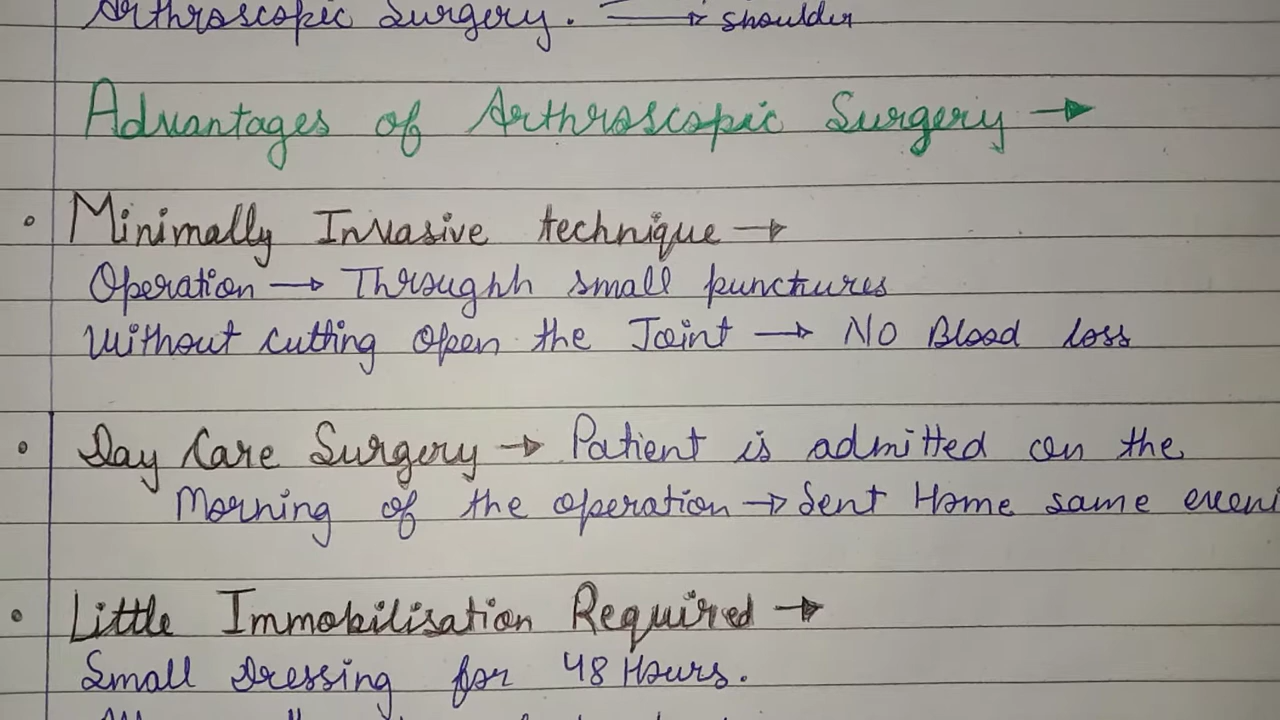 Arthroscopic Surgery. → shoulder
Advantages of Arthroscopic Surgery →
• Minimally Invasive technique →
Operation → Throughh small punctures
Without cutting open the Joint → No Blood loss
• Day Care Surgery → Patient is admitted on the
Morning of the operation → Sent Home same eveni
• Little Immobilisation Required →
Small Dressing for 48 Hours.